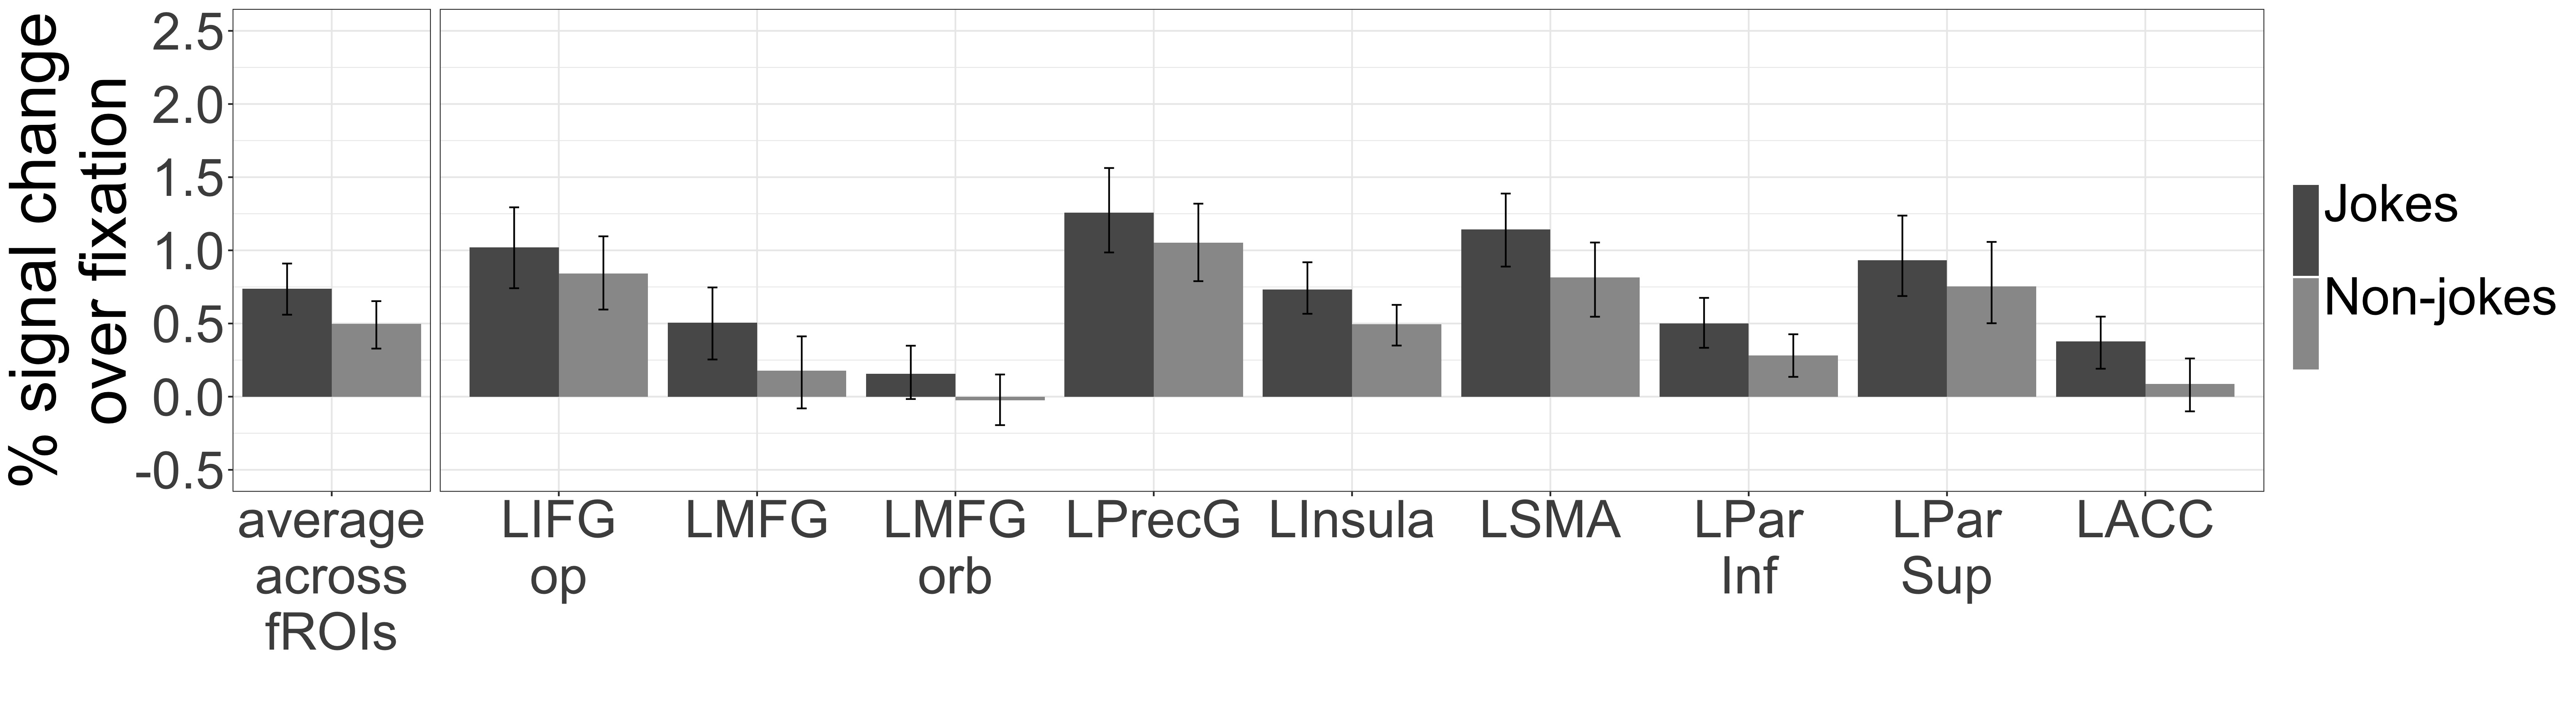 % signal change
over fixation
2.5
2.0
1.5
1.0
0.5
0.0
-0.5
average
across
fROIs
LIFG
op
LMFG
LMFG
orb
LPrecG
LInsula
LSMA
LPar
Inf
LPar
Sup
LACC
Jokes
Non-jokes